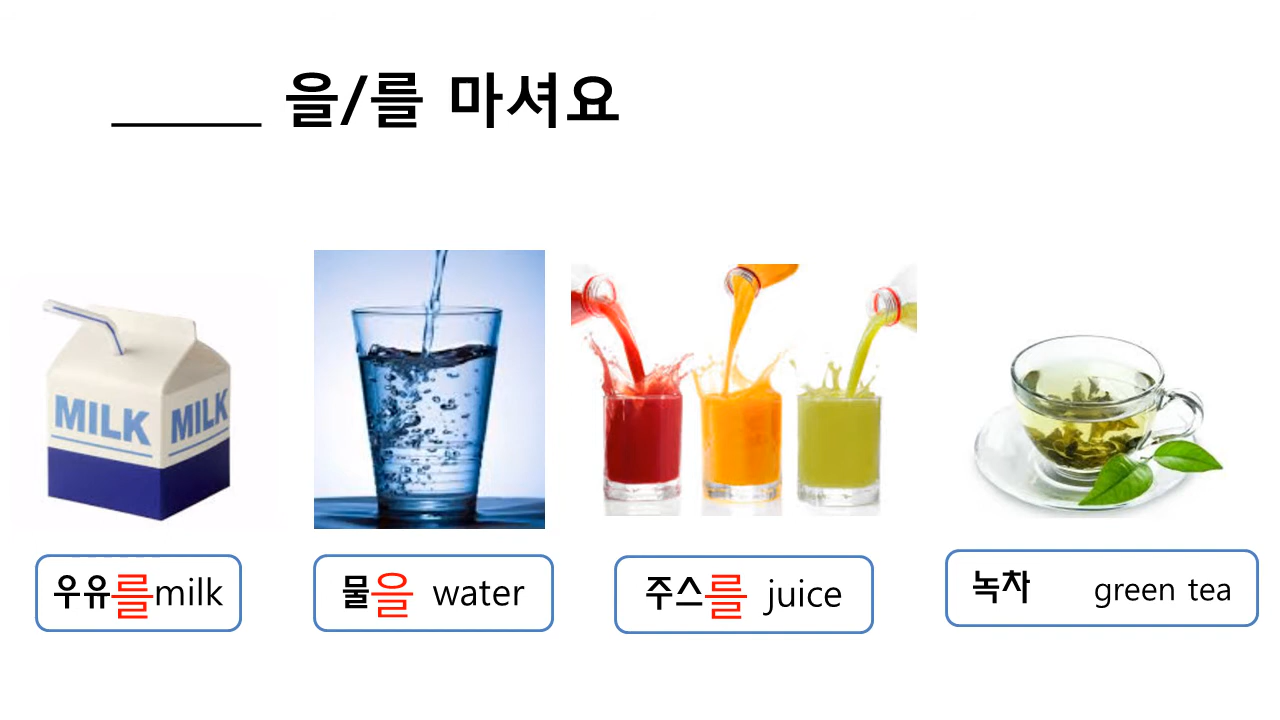 _____ 을/를 마셔요
MILK MILK
우유를milk
물을 water
주스를 juice
녹차 green tea